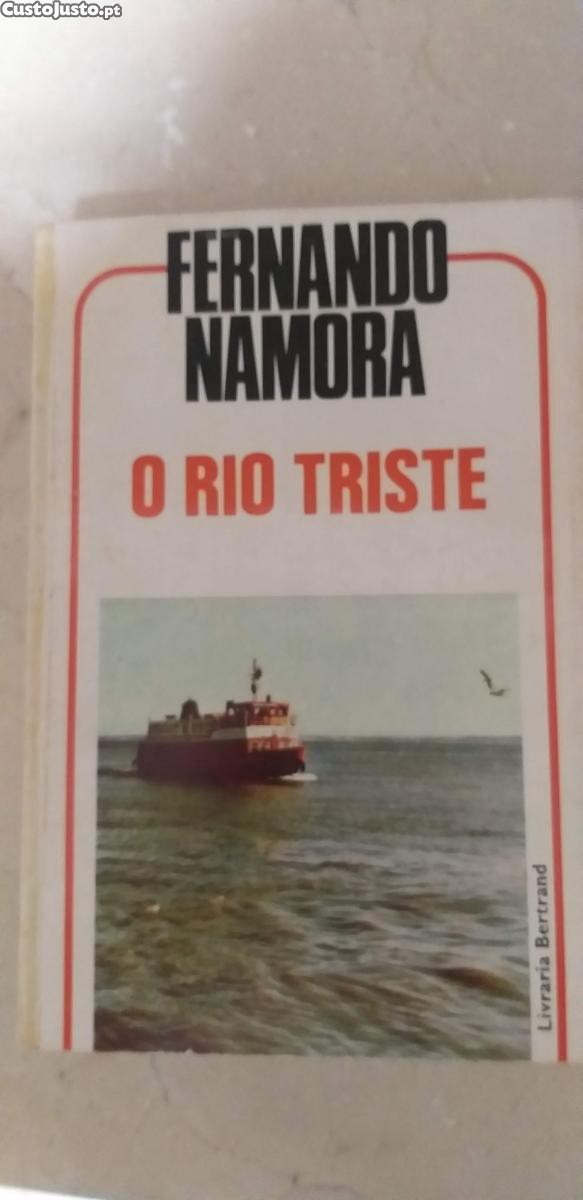 CustoJusto.pt
FERNANDO
NAMORA
O RIO TRISTE
Livraria Bertrand